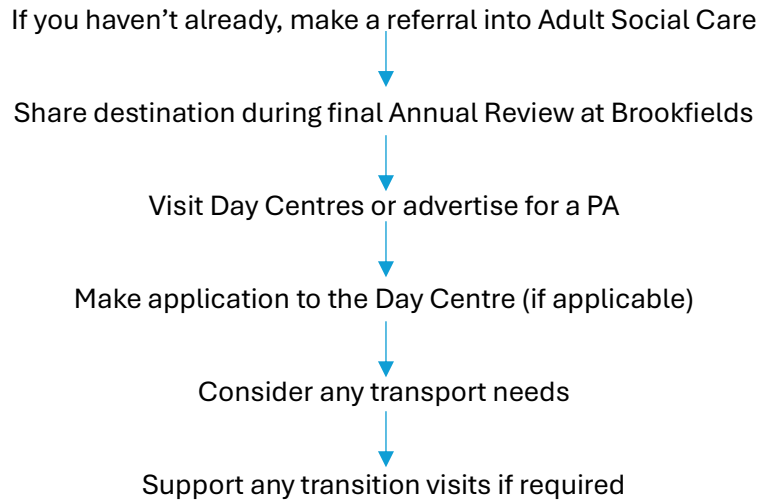 If you haven’t already, make a referral into Adult Social Care
Share destination during final Annual Review at Brookfields
Visit Day Centres or advertise for a PA
Make application to the Day Centre (if applicable)
Consider any transport needs
Support any transition visits if required